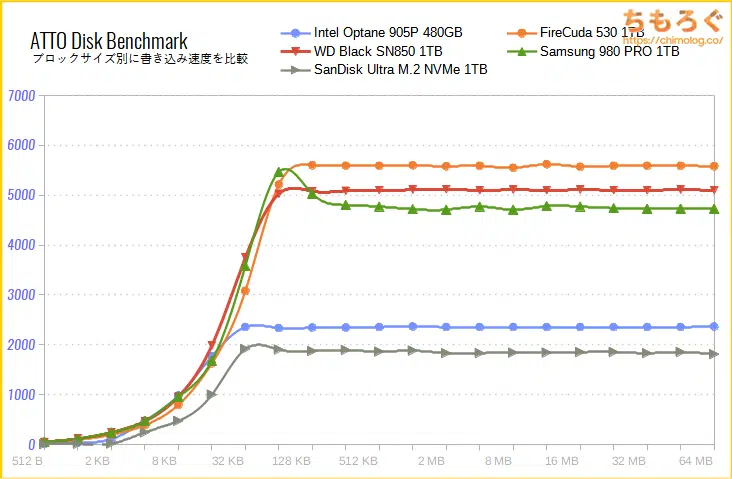 ATTO Disk Benchmark
ブロックサイズ別に書き込み速度を比較
Intel Optane 905P 480GB
FireCuda 530 1TB
WD Black SN850 1TB
Samsung 980 PRO 1TB
SanDisk Ultra M.2 NVMe 1TB
ちもろぐ
https://chimolog.co/
7000
6000
5000
4000
3000
2000
1000
0
512 B 2 KB 8 KB 32 KB 128 KB 512 KB 2 MB 8 MB 16 MB 32 MB 64 MB